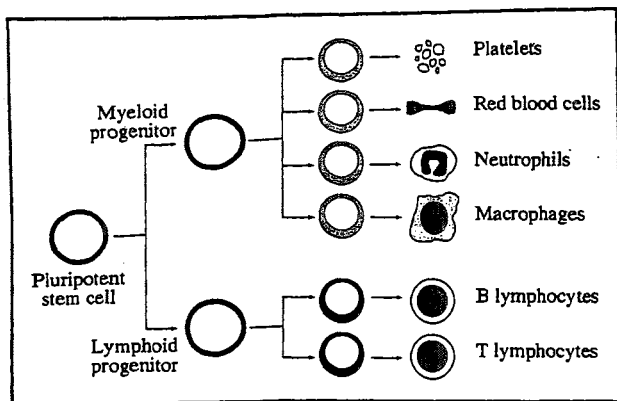 Platelets
Myeloid
progenitor
Red blood cells
Neutrophils
Macrophages
Pluripotent
stem cell
B lymphocytes
Lymphoid
progenitor
T lymphocytes